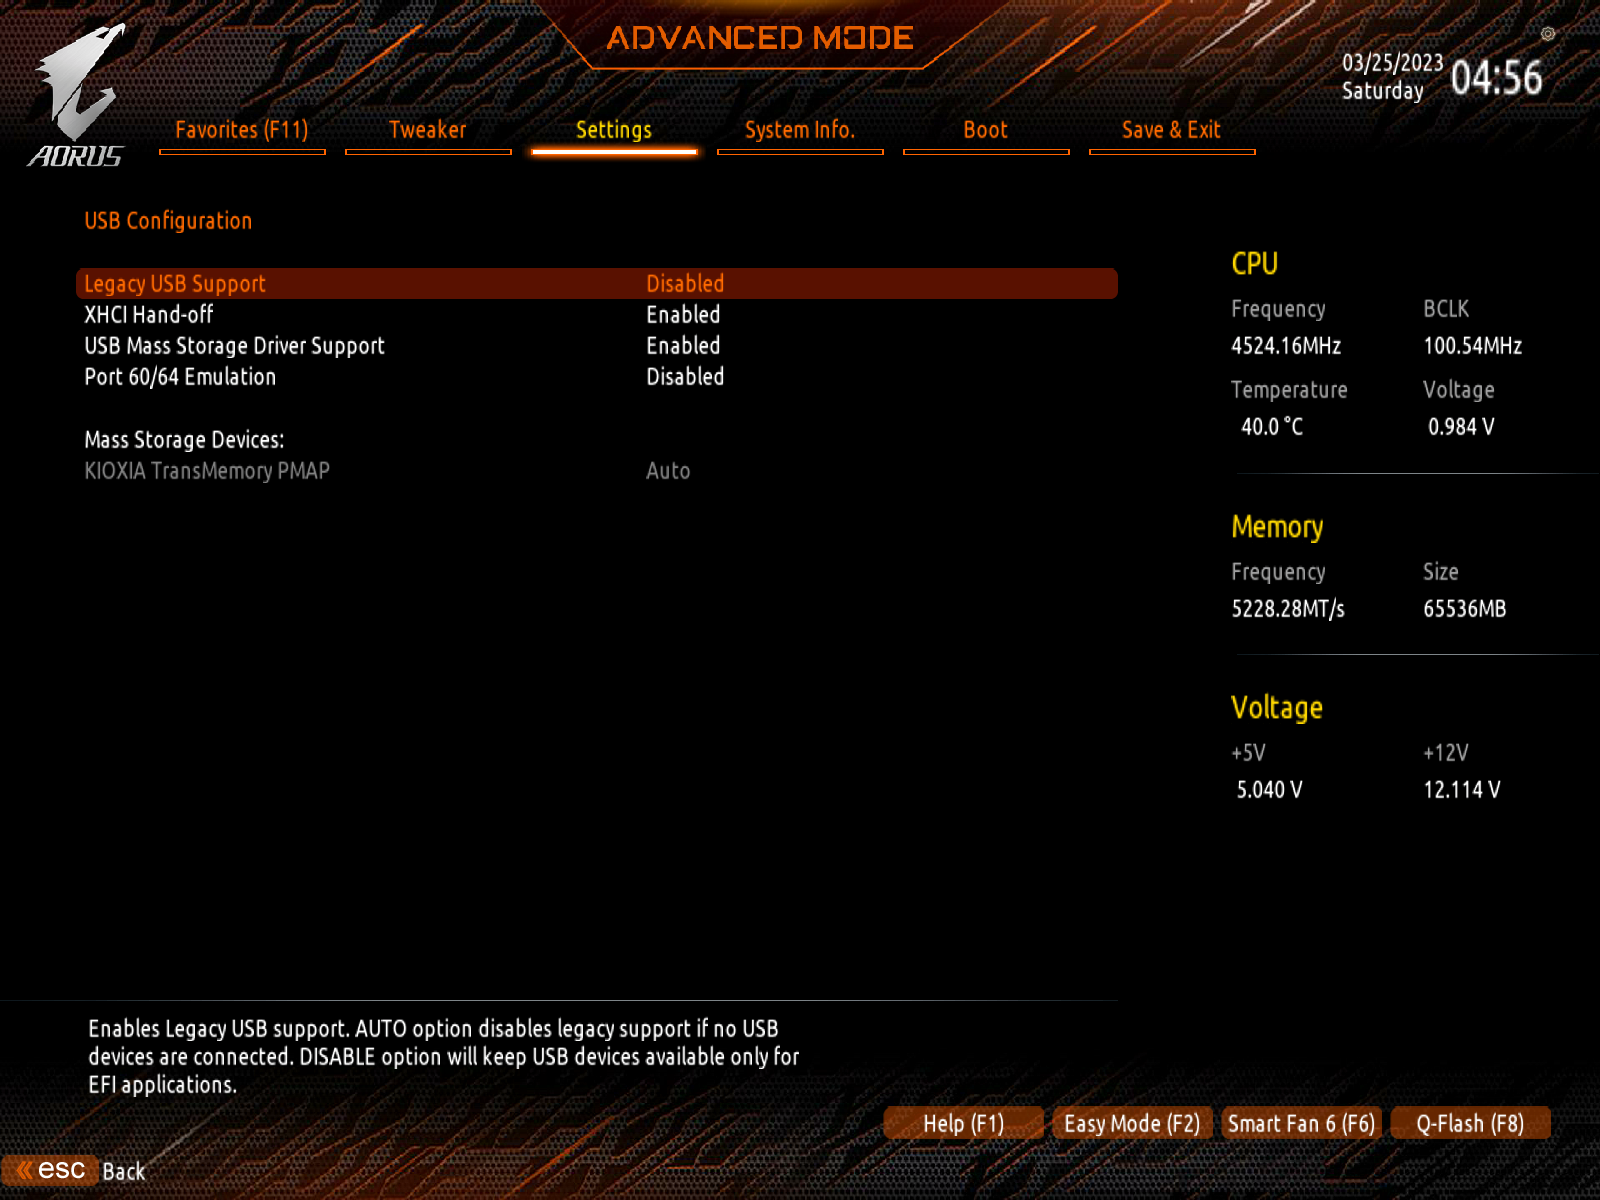 ADVANCED MODE
03/25/2023
Saturday
04:56
AORUS
Favorites (F11)
Tweaker
Settings
System Info.
Boot
Save & Exit
USB Configuration
Legacy USB Support Disabled
XHCI Hand-off Enabled
USB Mass Storage Driver Support Enabled
Port 60/64 Emulation Disabled
Mass Storage Devices:
KIOXIA TransMemory PMAP Auto
CPU
Frequency BCLK
4524.16MHz 100.54MHz
Temperature Voltage
40.0 °C 0.984 V
Memory
Frequency Size
5228.28MT/s 65536MB
Voltage
+5V +12V
5.040 V 12.114 V
Enables Legacy USB support. AUTO option disables legacy support if no USB
devices are connected. DISABLE option will keep USB devices available only for
EFI applications.
Help (F1)
Easy Mode (F2)
Smart Fan 6 (F6)
Q-Flash (F8)
esc Back